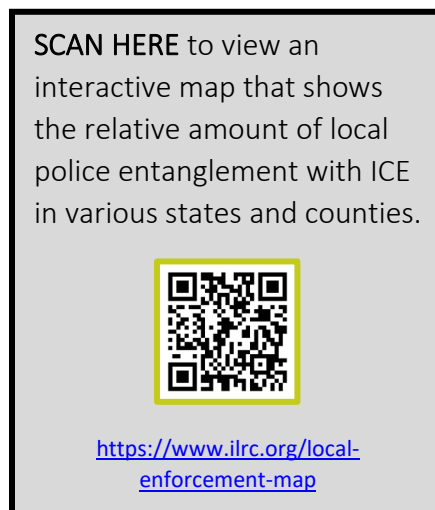 SCAN HERE to view an
interactive map that shows
the relative amount of local
police entanglement with ICE
in various states and counties.
https://www.ilrc.org/local-
enforcement-map